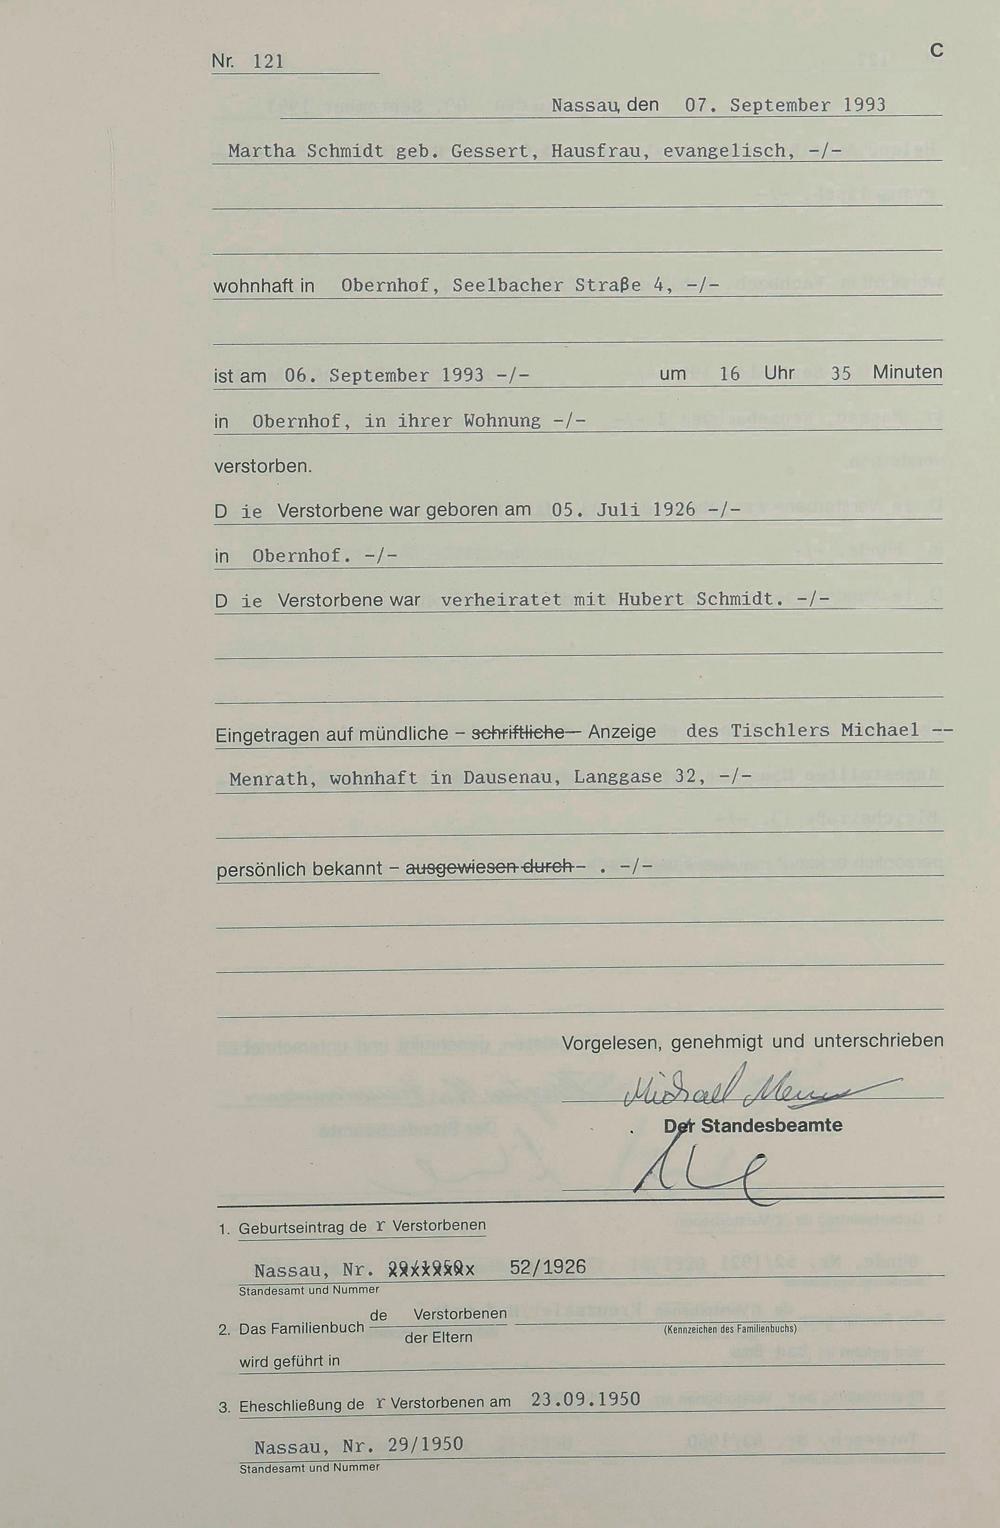 Nr. 121
C
Nassau, den 07. September 1993
Martha Schmidt geb. Gessert, Hausfrau, evangelisch, -/-
wohnhaft in Obernhof, Seelbacher Straße 4, -/-
ist am 06. September 1993 -/- um 16 Uhr 35 Minuten
in Obernhof, in ihrer Wohnung -/-
verstorben.
D ie Verstorbene war geboren am 05. Juli 1926 -/-
in Obernhof. -/-
D ie Verstorbene war verheiratet mit Hubert Schmidt. -/-
Eingetragen auf mündliche – schriftliche – Anzeige des Tischlers Michael --
Menrath, wohnhaft in Dausenau, Langgase 32, -/-
persönlich bekannt – ausgewiesen durch – . -/-
Vorgelesen, genehmigt und unterschrieben
Michael
Der Standesbeamte
1. Geburtseintrag de r Verstorbenen
Nassau, Nr. 29/1950 52/1926
Standesamt und Nummer
2. Das Familienbuch de Verstorbenen
der Eltern
(Kennzeichen des Familienbuchs)
wird geführt in
3. Eheschließung de r Verstorbenen am 23.09.1950
Nassau, Nr. 29/1950
Standesamt und Nummer